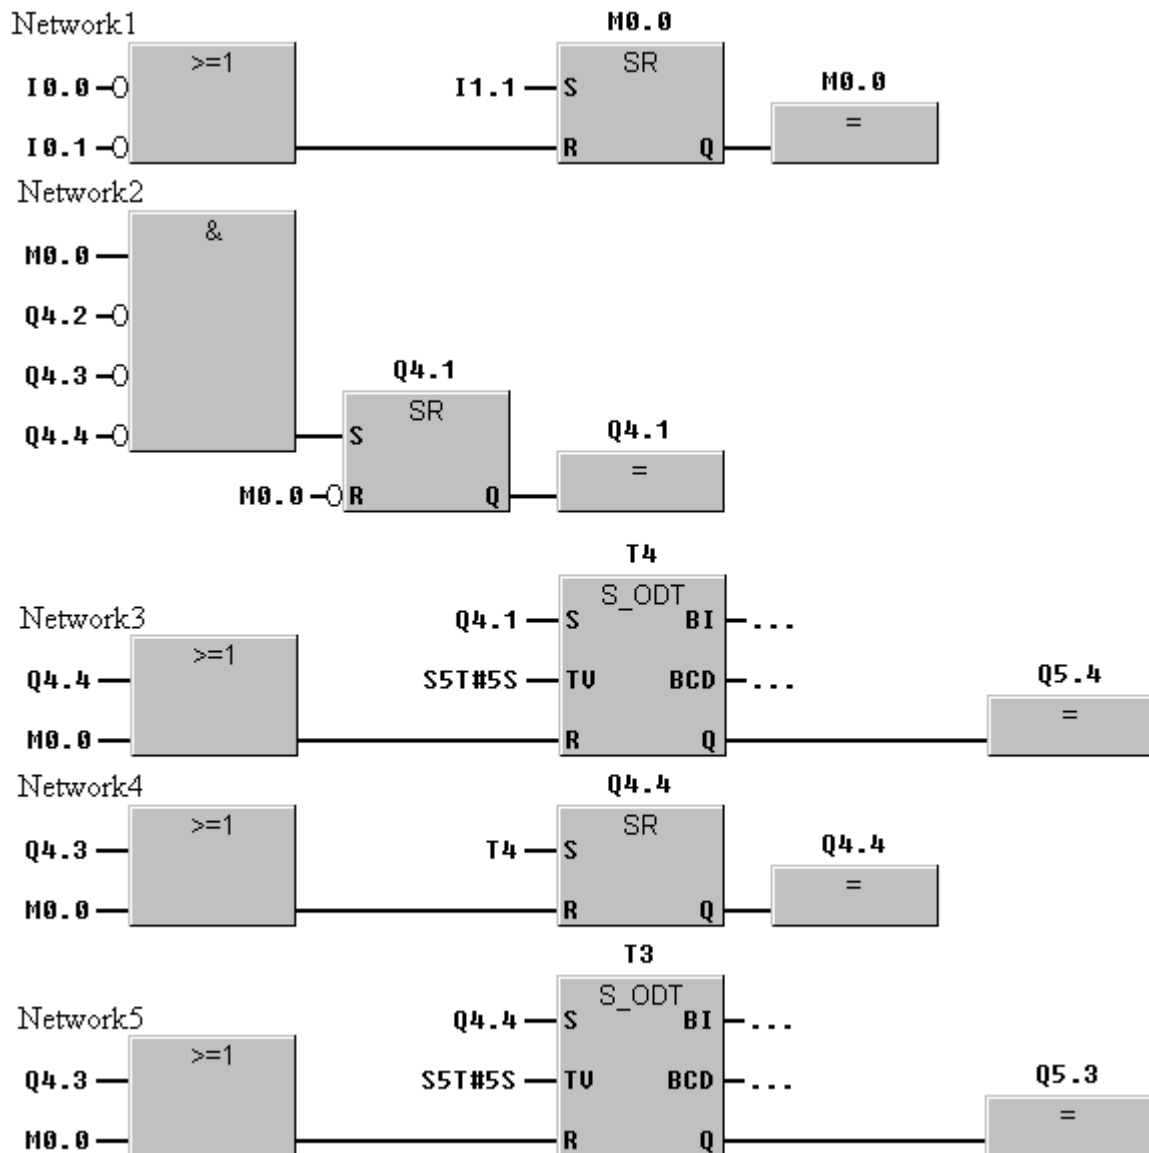 Network1
M0.0
>=1
SR
I0.0
I1.1
S
M0.0
=
I0.1
R
Q
Network2
&
M0.0
Q4.2
Q4.3
Q4.1
SR
Q4.4
S
Q4.1
=
M0.0
R
Q
T4
S_ODT
Network3
Q4.1
S
BI
...
>=1
Q4.4
S5T#5S
TV
BCD
...
Q5.4
=
M0.0
R
Q
Network4
Q4.4
>=1
SR
Q4.3
T4
S
Q4.4
=
M0.0
R
Q
T3
S_ODT
Network5
Q4.4
S
BI
...
>=1
Q4.3
S5T#5S
TV
BCD
...
Q5.3
=
M0.0
R
Q